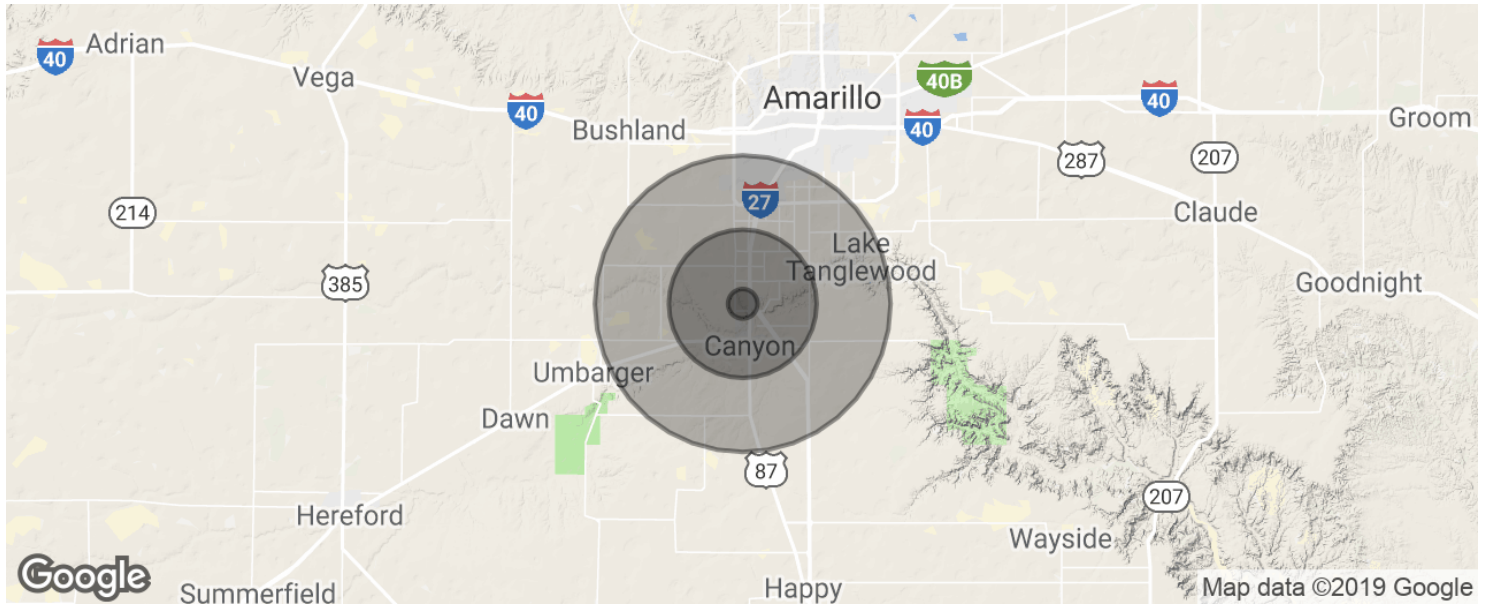 Adrian
40
Vega
40
Bushland
Amarillo
40B
40
40
Groom
287
207
214
27
Claude
Lake
Tanglewood
385
Goodnight
Canyon
Umbarger
Dawn
87
207
Hereford
Wayside
Summerfield
Happy
Google
Map data ©2019 Google